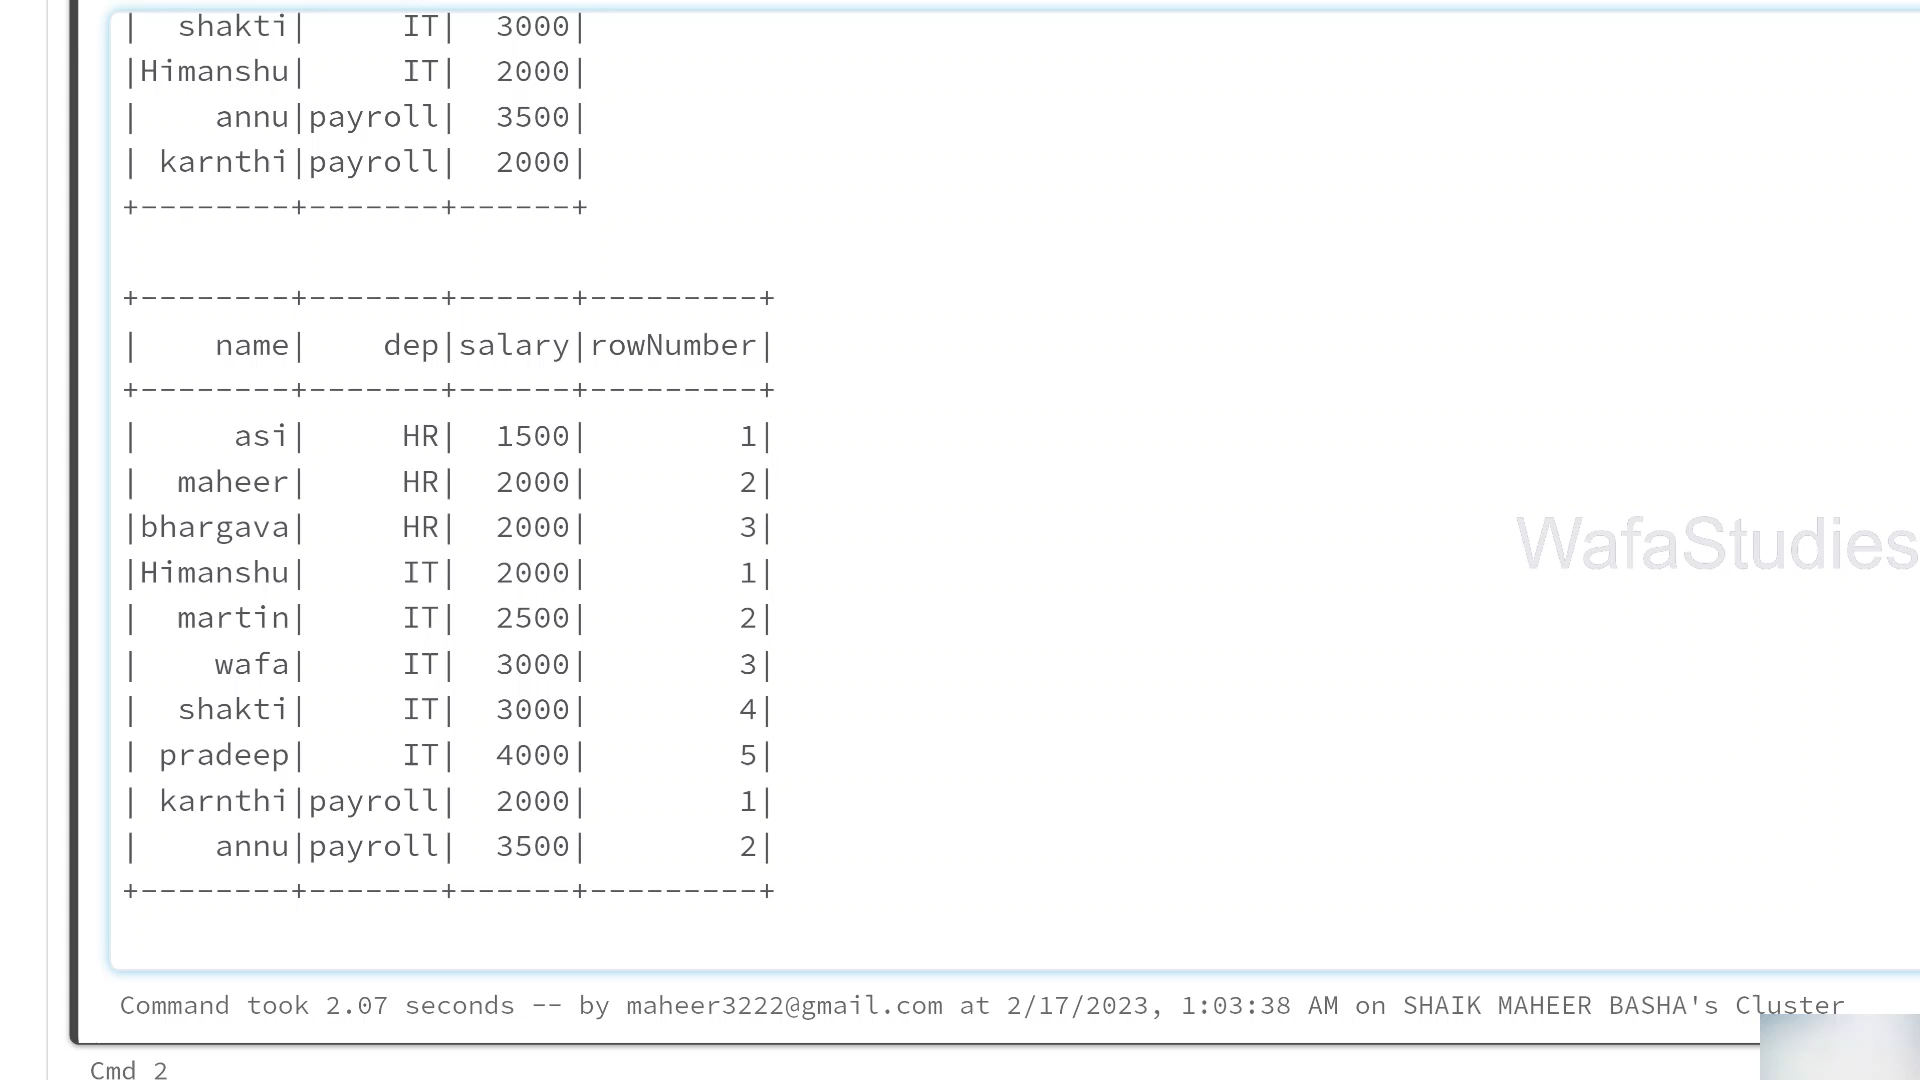 |  shakti|     IT|  3000|
|Himanshu|     IT|  2000|
|    annu|payroll|  3500|
| karnthi|payroll|  2000|
+--------+-------+------+
+--------+-------+------+---------+
|    name|    dep|salary|rowNumber|
+--------+-------+------+---------+
|     asi|     HR|  1500|        1|
|  maheer|     HR|  2000|        2|
|bhargava|     HR|  2000|        3|
|Himanshu|     IT|  2000|        1|
|  martin|     IT|  2500|        2|
|    wafa|     IT|  3000|        3|
|  shakti|     IT|  3000|        4|
| pradeep|     IT|  4000|        5|
| karnthi|payroll|  2000|        1|
|    annu|payroll|  3500|        2|
+--------+-------+------+---------+
WafaStudies
Command took 2.07 seconds -- by maheer3222@gmail.com at 2/17/2023, 1:03:38 AM on SHAIK MAHEER BASHA's Cluster
Cmd 2